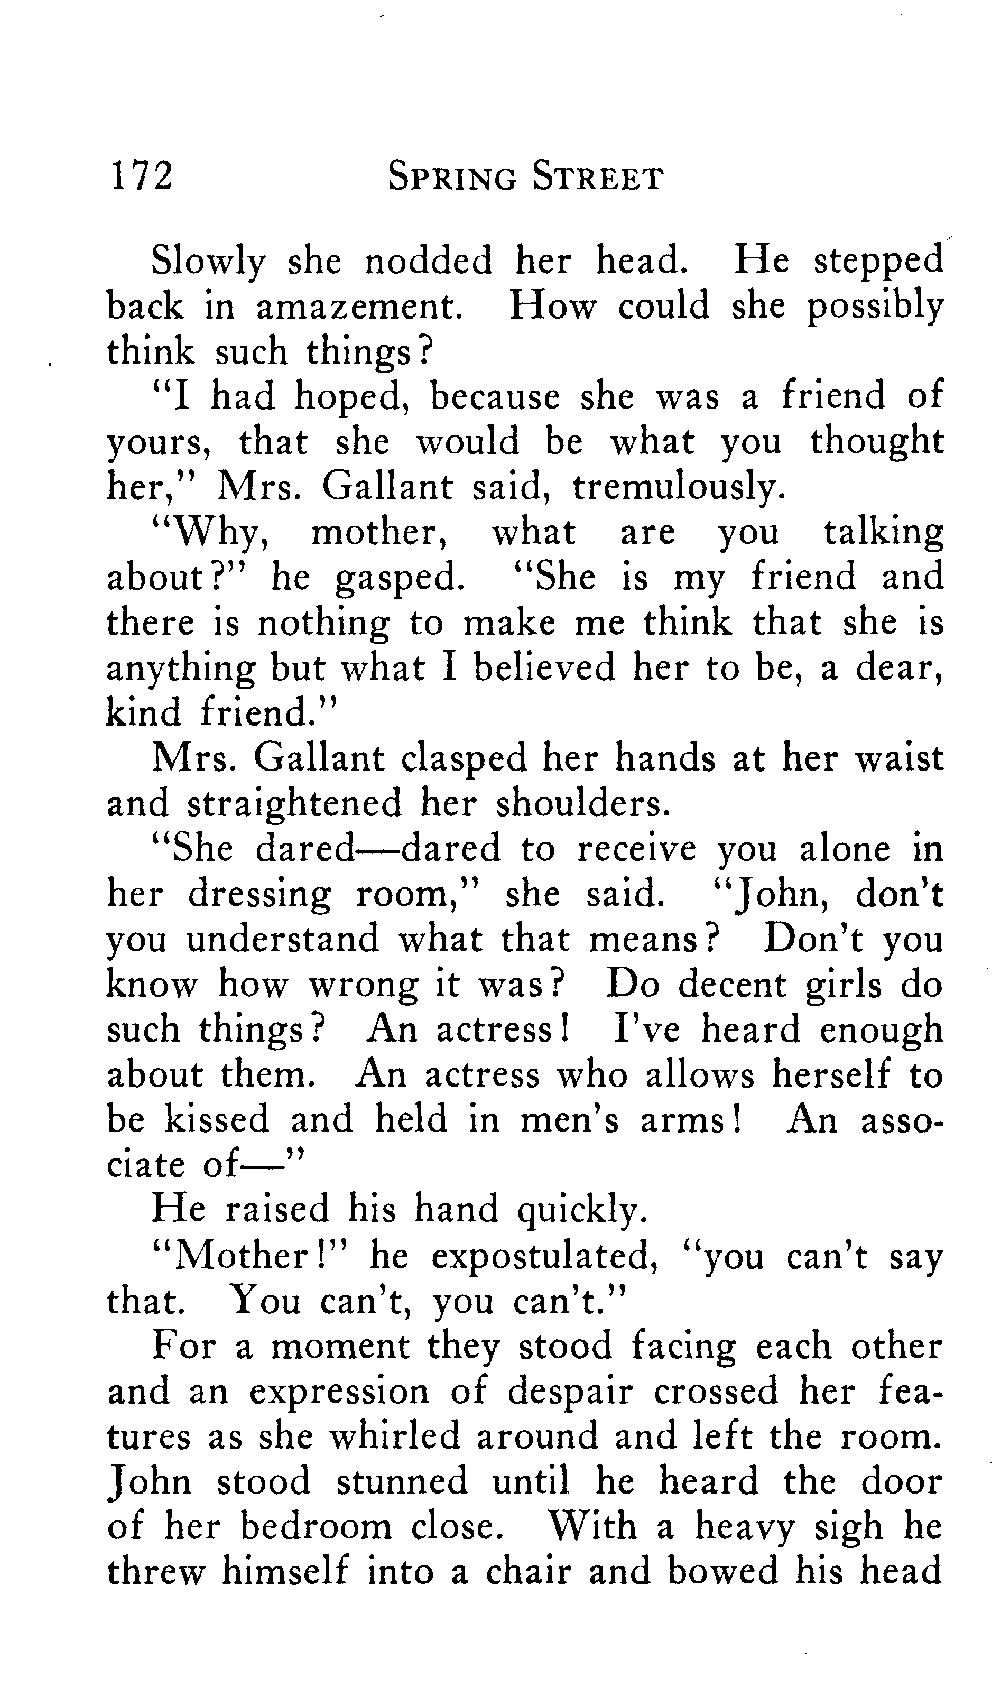 172 SPRING STREET
Slowly she nodded her head. He stepped
back in amazement. How could she possibly
think such things?
"I had hoped, because she was a friend of
yours, that she would be what you thought
her," Mrs. Gallant said, tremulously.
"Why, mother, what are you talking
about?" he gasped. "She is my friend and
there is nothing to make me think that she is
anything but what I believed her to be, a dear,
kind friend."
Mrs. Gallant clasped her hands at her waist
and straightened her shoulders.
"She dared—dared to receive you alone in
her dressing room," she said. "John, don't
you understand what that means? Don't you
know how wrong it was? Do decent girls do
such things? An actress! I've heard enough
about them. An actress who allows herself to
be kissed and held in men's arms! An asso-
ciate of—"
He raised his hand quickly.
"Mother!" he expostulated, "you can't say
that. You can't, you can't."
For a moment they stood facing each other
and an expression of despair crossed her fea-
tures as she whirled around and left the room.
John stood stunned until he heard the door
of her bedroom close. With a heavy sigh he
threw himself into a chair and bowed his head